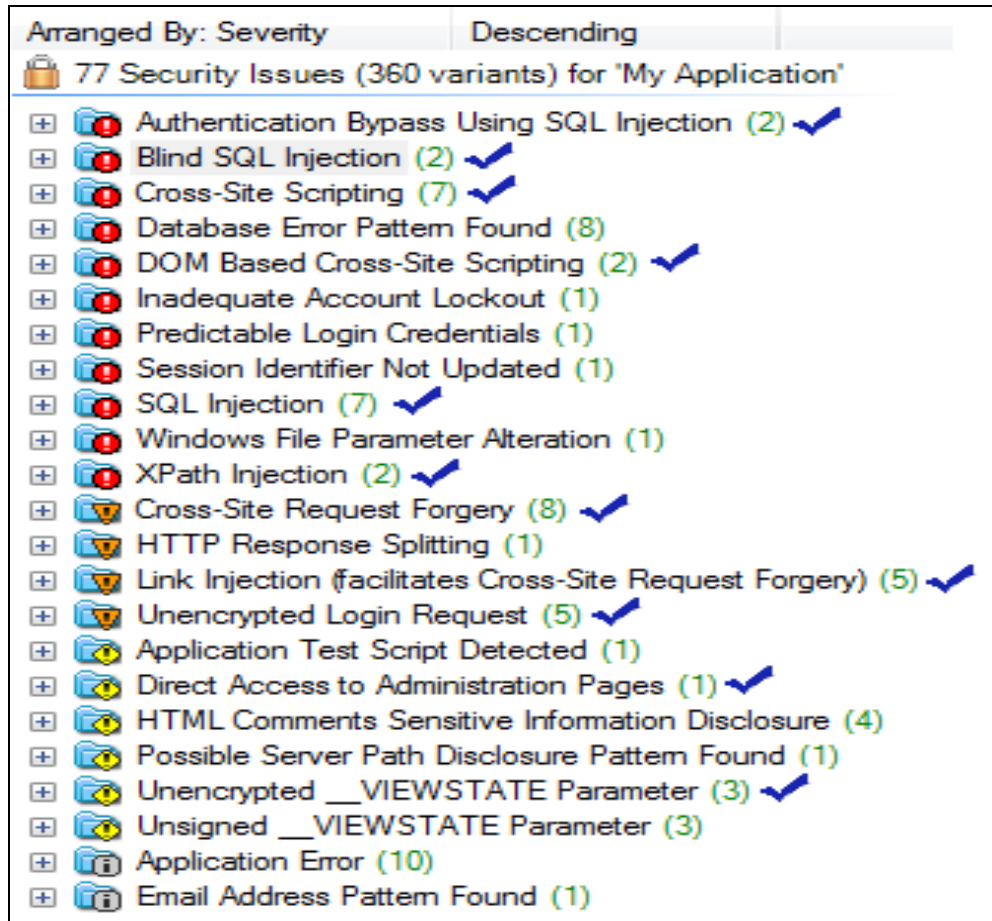 Arranged By: Severity Descending
77 Security Issues (360 variants) for 'My Application'
Authentication Bypass Using SQL Injection (2)
Blind SQL Injection (2)
Cross-Site Scripting (7)
Database Error Pattern Found (8)
DOM Based Cross-Site Scripting (2)
Inadequate Account Lockout (1)
Predictable Login Credentials (1)
Session Identifier Not Updated (1)
SQL Injection (7)
Windows File Parameter Alteration (1)
XPath Injection (2)
Cross-Site Request Forgery (8)
HTTP Response Splitting (1)
Link Injection (facilitates Cross-Site Request Forgery) (5)
Unencrypted Login Request (5)
Application Test Script Detected (1)
Direct Access to Administration Pages (1)
HTML Comments Sensitive Information Disclosure (4)
Possible Server Path Disclosure Pattern Found (1)
Unencrypted __VIEWSTATE Parameter (3)
Unsigned __VIEWSTATE Parameter (3)
Application Error (10)
Email Address Pattern Found (1)